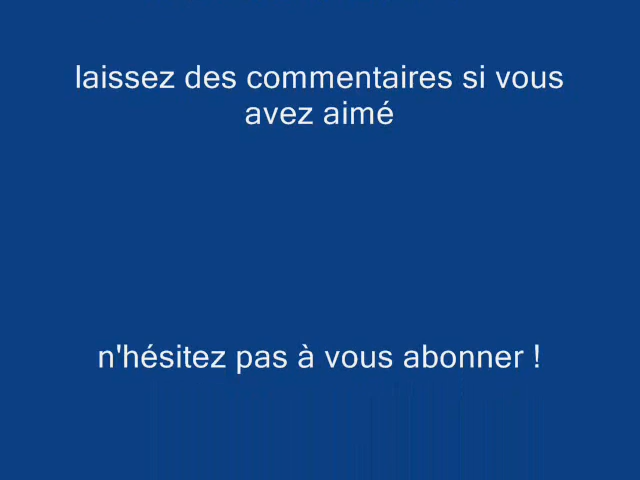 laissez des commentaires si vous
avez aimé
n'hésitez pas à vous abonner !